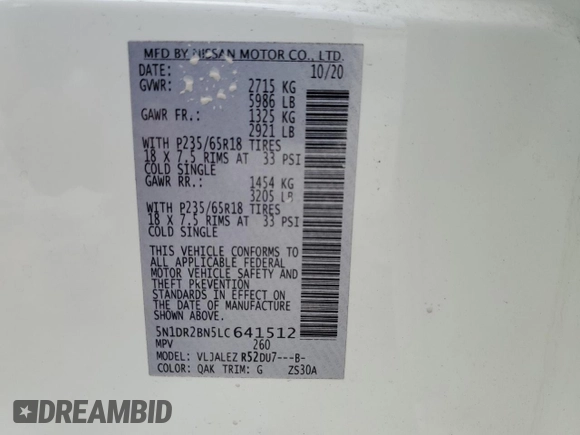 MFD BY NISSAN MOTOR CO., LTD.
DATE: 10/20
GVWR: 2715 KG
5986 LB
GAWR FR.: 1325 KG
2921 LB
WITH P235/65R18 TIRES
18 X 7.5 RIMS AT 33 PSI
COLD SINGLE
GAWR RR.: 1454 KG
3205 LB
WITH P235/65R18 TIRES
18 X 7.5 RIMS AT 33 PSI
COLD SINGLE
THIS VEHICLE CONFORMS TO
ALL APPLICABLE FEDERAL
MOTOR VEHICLE SAFETY AND
THEFT PREVENTION
STANDARDS IN EFFECT ON
THE DATE OF MANUFACTURE
SHOWN ABOVE.
5N1DR2BN5LC641512
MPV 260
MODEL: VLJALEZ R52DU7---B-
COLOR: QAK TRIM: G ZS30A
DREAMBID